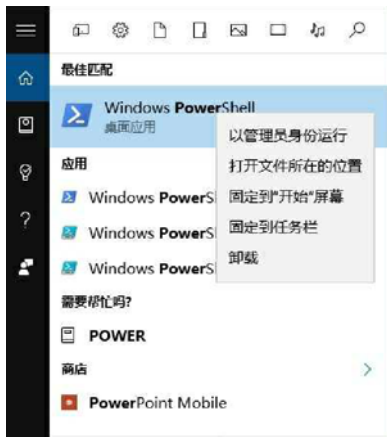 最佳匹配
Windows PowerShell
桌面应用
以管理员身份运行
打开文件所在的位置
固定到"开始"屏幕
固定到任务栏
卸载
应用
Windows PowerS
Windows PowerS
Windows PowerS
需要帮忙吗?
POWER
商店
PowerPoint Mobile